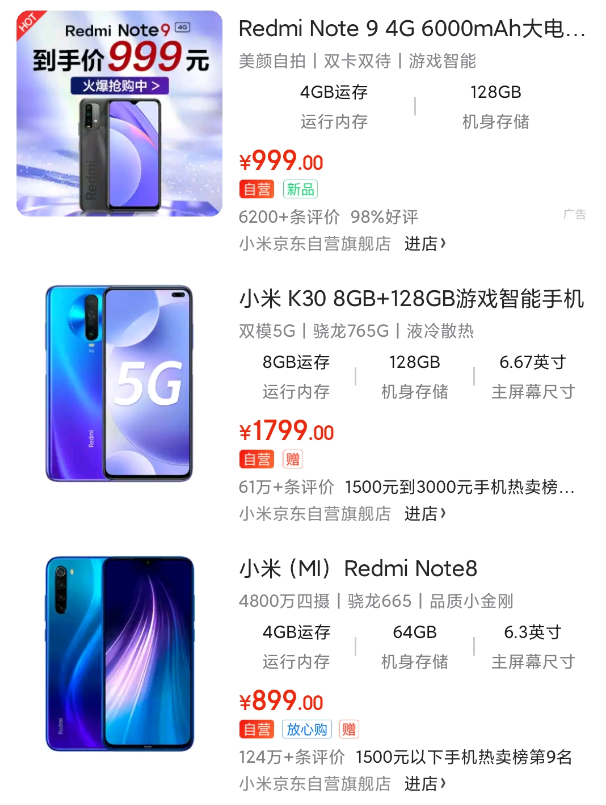 HOT
Redmi Note9 4G
到手价999元
火爆抢购中 >
Redmi
Redmi Note 9 4G 6000mAh大电...
美颜自拍 | 双卡双待 | 游戏智能
4GB运存 | 128GB
运行内存 机身存储
¥999.00
自营 新品
6200+条评价 98%好评
广告
小米京东自营旗舰店 进店›
5G
Redmi
小米 K30 8GB+128GB游戏智能手机
双模5G | 骁龙765G | 液冷散热
8GB运存 | 128GB | 6.67英寸
运行内存 机身存储 主屏幕尺寸
¥1799.00
自营 赠
61万+条评价 1500元到3000元手机热卖榜...
小米京东自营旗舰店 进店›
Redmi
小米 (MI) Redmi Note8
4800万四摄 | 骁龙665 | 品质小金刚
4GB运存 | 64GB | 6.3英寸
运行内存 机身存储 主屏幕尺寸
¥899.00
自营 放心购 赠
124万+条评价 1500元以下手机热卖榜第9名
小米京东自营旗舰店 进店›